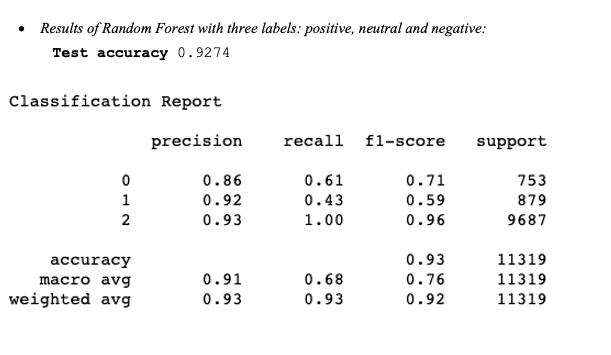 • Results of Random Forest with three labels: positive, neutral and negative:
Test accuracy 0.9274
Classification Report
precision recall f1-score support
0 0.86 0.61 0.71 753
1 0.92 0.43 0.59 879
2 0.93 1.00 0.96 9687
accuracy 0.93 11319
macro avg 0.91 0.68 0.76 11319
weighted avg 0.93 0.93 0.92 11319